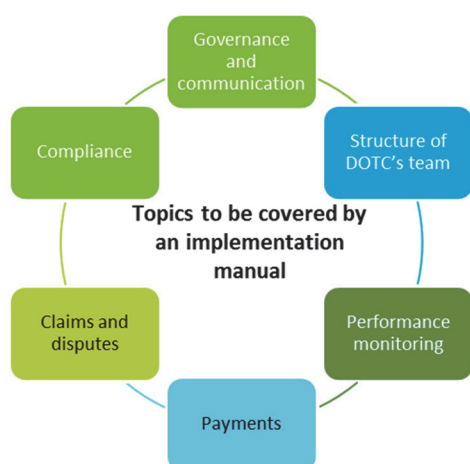 Governance
and
communication
Structure of
DOTC's team
Performance
monitoring
Payments
Claims and
disputes
Compliance
Topics to be covered by
an implementation
manual